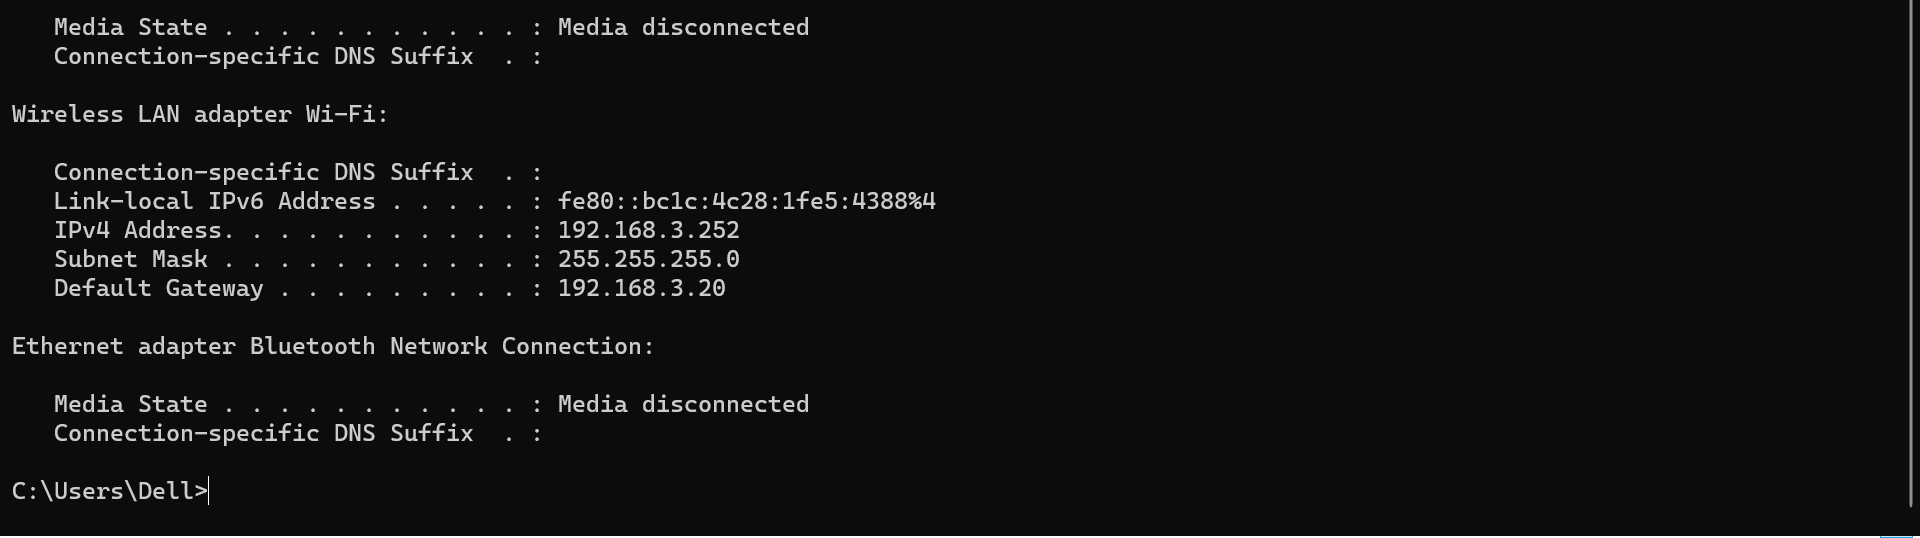 Media State . . . . . . . . . . . : Media disconnected
   Connection-specific DNS Suffix  . :
Wireless LAN adapter Wi-Fi:
   Connection-specific DNS Suffix  . :
   Link-local IPv6 Address . . . . . : fe80::bc1c:4c28:1fe5:4388%4
   IPv4 Address. . . . . . . . . . . : 192.168.3.252
   Subnet Mask . . . . . . . . . . . : 255.255.255.0
   Default Gateway . . . . . . . . . : 192.168.3.20
Ethernet adapter Bluetooth Network Connection:
   Media State . . . . . . . . . . . : Media disconnected
   Connection-specific DNS Suffix  . :
C:\Users\Dell>